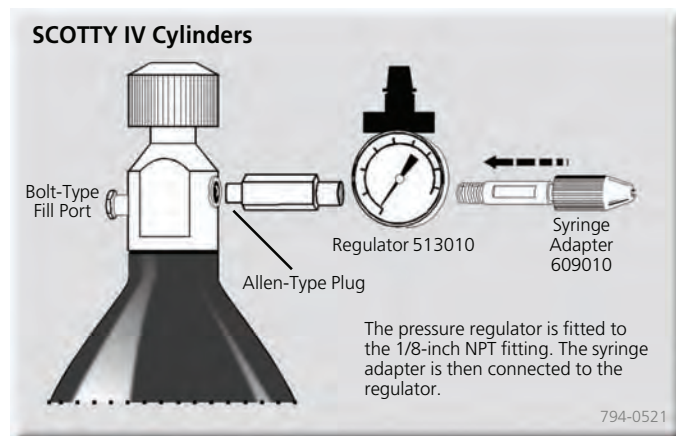 SCOTTY IV Cylinders
Bolt-Type
Fill Port
Regulator 513010
Syringe
Adapter
609010
Allen-Type Plug
The pressure regulator is fitted to
the 1/8-inch NPT fitting. The syringe
adapter is then connected to the
regulator.
794-0521